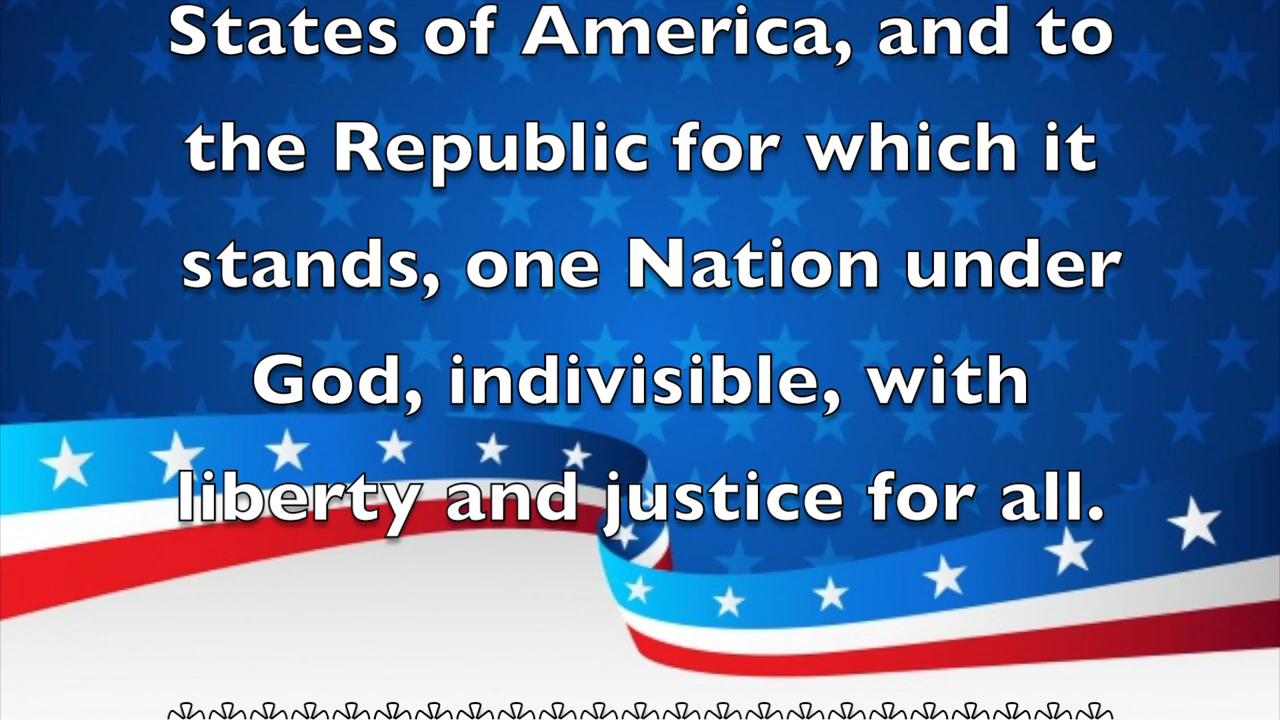 States of America, and to
the Republic for which it
stands, one Nation under
God, indivisible, with
liberty and justice for all.